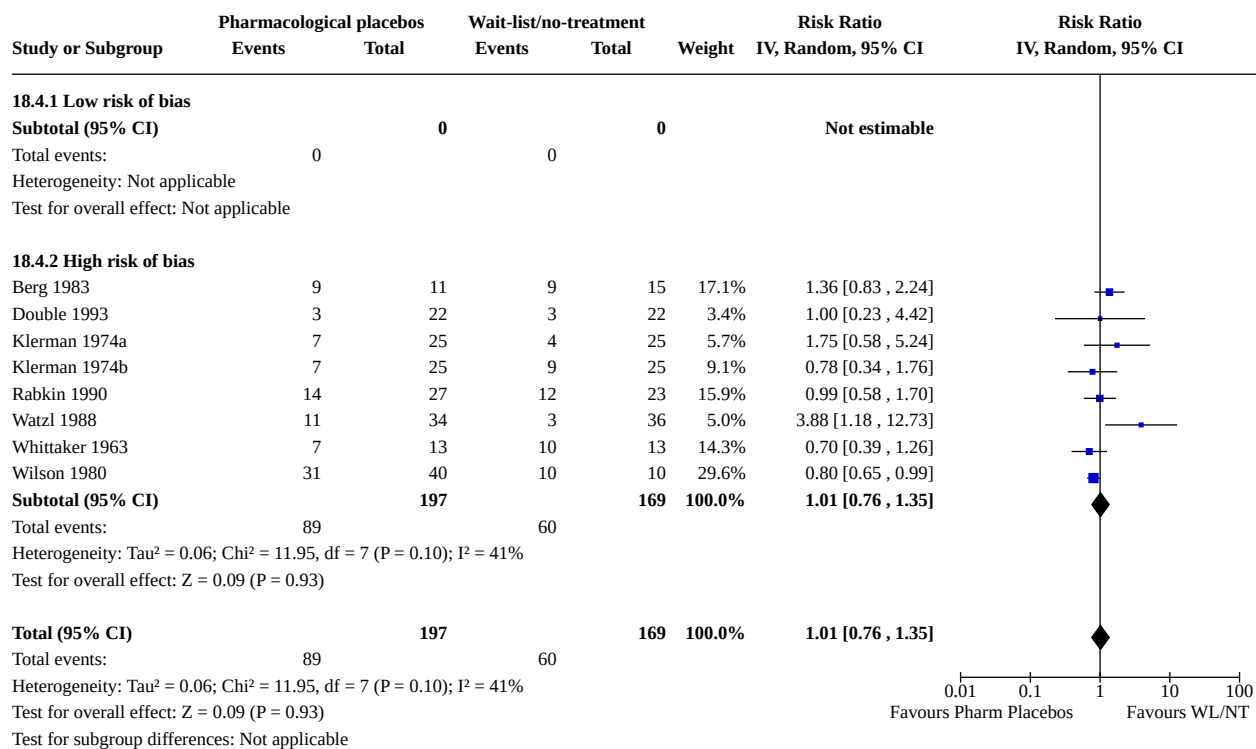 Pharmacological placebos Wait-list/no-treatment Risk Ratio Risk Ratio
Study or Subgroup Events Total Events Total Weight IV, Random, 95% CI IV, Random, 95% CI
18.4.1 Low risk of bias
Subtotal (95% CI) 0 0 Not estimable
Total events: 0 0
Heterogeneity: Not applicable
Test for overall effect: Not applicable
18.4.2 High risk of bias
Berg 1983 9 11 9 15 17.1% 1.36 [0.83 , 2.24]
Double 1993 3 22 3 22 3.4% 1.00 [0.23 , 4.42]
Klerman 1974a 7 25 4 25 5.7% 1.75 [0.58 , 5.24]
Klerman 1974b 7 25 9 25 9.1% 0.78 [0.34 , 1.76]
Rabkin 1990 14 27 12 23 15.9% 0.99 [0.58 , 1.70]
Watzl 1988 11 34 3 36 5.0% 3.88 [1.18 , 12.73]
Whittaker 1963 7 13 10 13 14.3% 0.70 [0.39 , 1.26]
Wilson 1980 31 40 10 10 29.6% 0.80 [0.65 , 0.99]
Subtotal (95% CI) 197 169 100.0% 1.01 [0.76 , 1.35]
Total events: 89 60
Heterogeneity: Tau² = 0.06; Chi² = 11.95, df = 7 (P = 0.10); I² = 41%
Test for overall effect: Z = 0.09 (P = 0.93)
Total (95% CI) 197 169 100.0% 1.01 [0.76 , 1.35]
Total events: 89 60
Heterogeneity: Tau² = 0.06; Chi² = 11.95, df = 7 (P = 0.10); I² = 41%
0.01 0.1 1 10 100
Test for overall effect: Z = 0.09 (P = 0.93) Favours Pharm Placebos Favours WL/NT
Test for subgroup differences: Not applicable